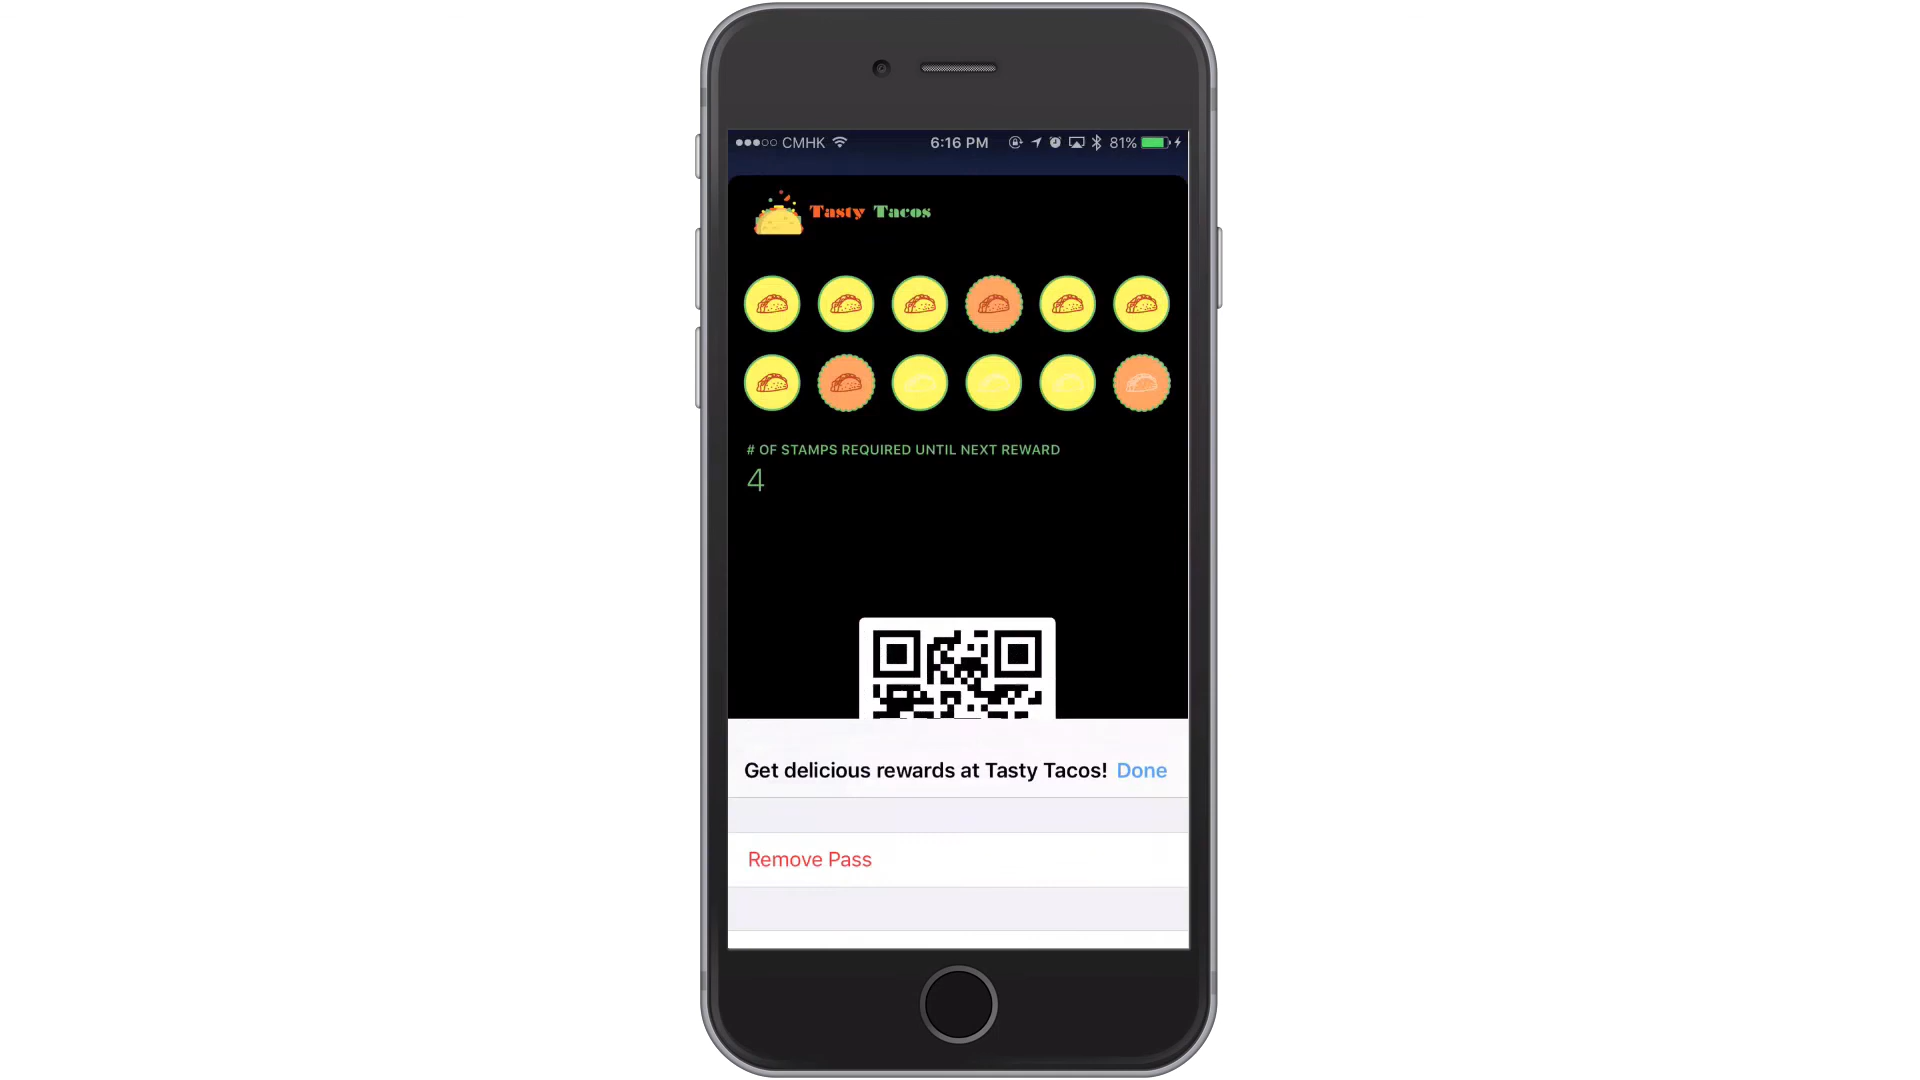 CMHK 6:16 PM 81%
Tasty Tacos
# OF STAMPS REQUIRED UNTIL NEXT REWARD
4
Get delicious rewards at Tasty Tacos! Done
Remove Pass